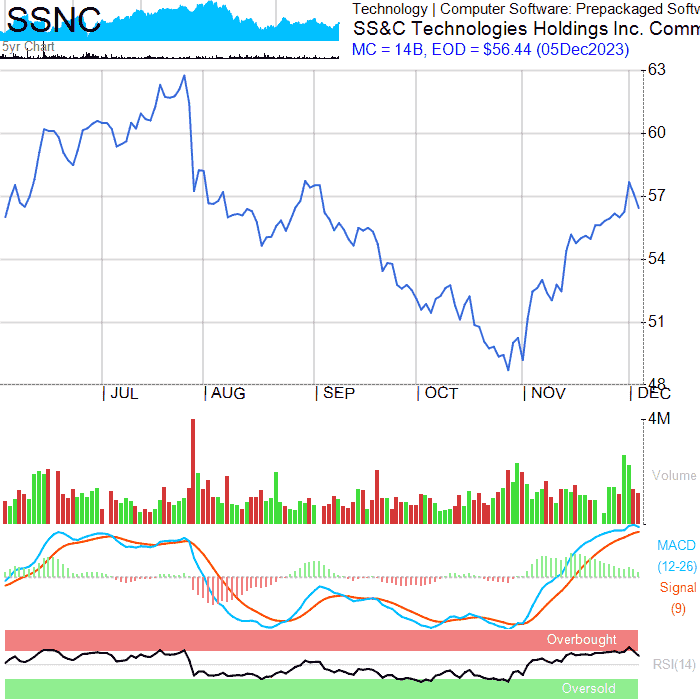 SSNC
5yr Chart
Technology | Computer Software: Prepackaged Softw
SS&C Technologies Holdings Inc. Comm
MC = 14B, EOD = $56.44 (05Dec2023)
63
60
57
54
51
48
| JUL | AUG | SEP | OCT | NOV | DEC
4M
Volume
MACD
(12-26)
Signal
(9)
Overbought
RSI(14)
Oversold